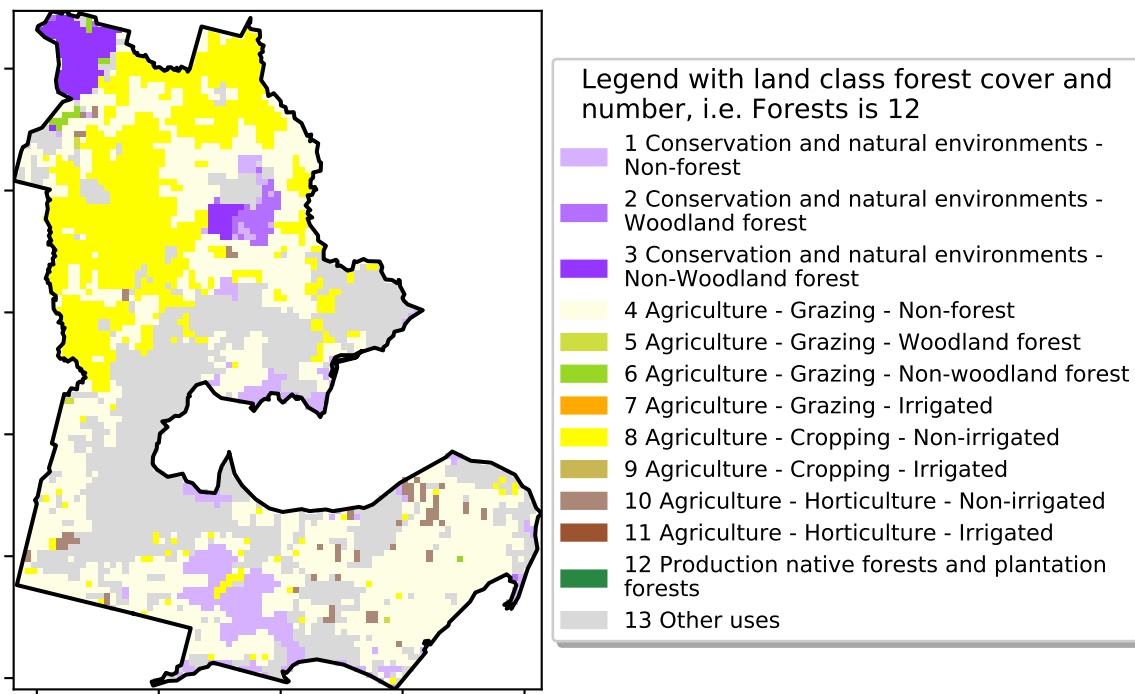 Legend with land class forest cover and
number, i.e. Forests is 12
1 Conservation and natural environments -
Non-forest
2 Conservation and natural environments -
Woodland forest
3 Conservation and natural environments -
Non-Woodland forest
4 Agriculture - Grazing - Non-forest
5 Agriculture - Grazing - Woodland forest
6 Agriculture - Grazing - Non-woodland forest
7 Agriculture - Grazing - Irrigated
8 Agriculture - Cropping - Non-irrigated
9 Agriculture - Cropping - Irrigated
10 Agriculture - Horticulture - Non-irrigated
11 Agriculture - Horticulture - Irrigated
12 Production native forests and plantation
forests
13 Other uses